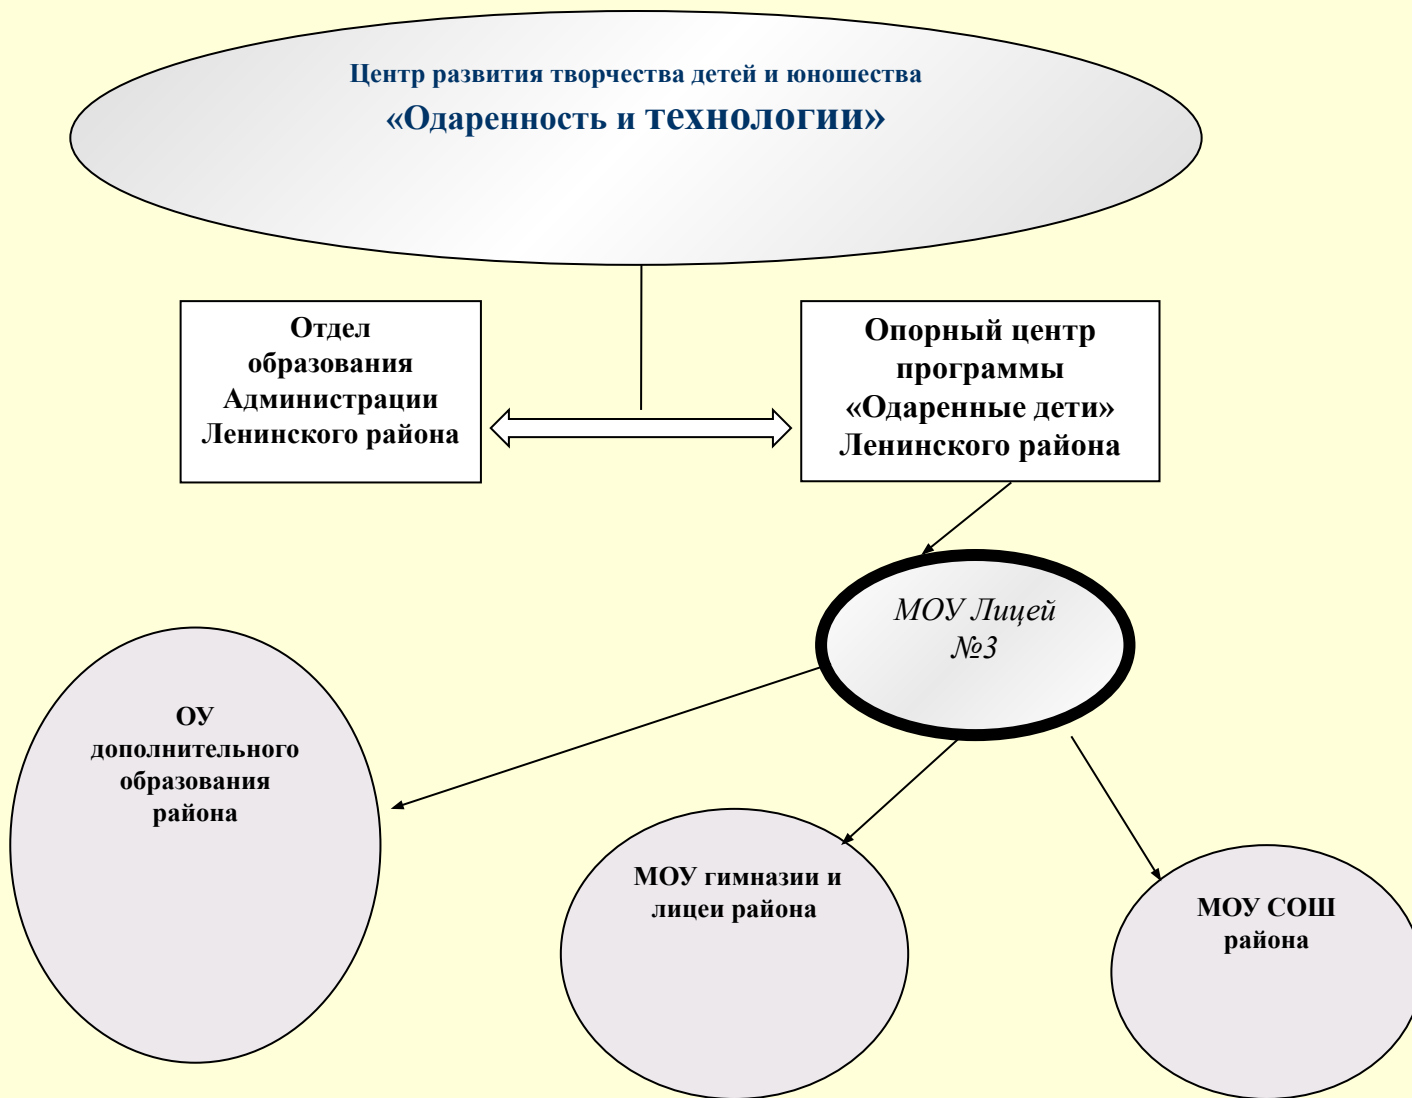 Центр развития творчества детей и юношества
«Одаренность и технологии»
Отдел
образования
Администрации
Ленинского района
Опорный центр
программы
«Одаренные дети»
Ленинского района
МОУ Лицей
№3
ОУ
дополнительного
образования
района
МОУ гимназии и
лицеи района
МОУ СОШ
района